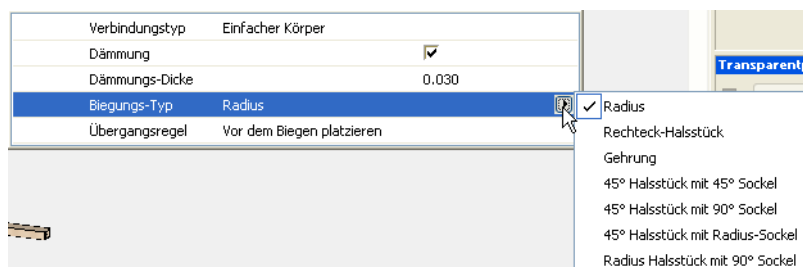 Verbindungstyp Einfacher Körper
Dämmung
Dämmungs-Dicke 0.030
Biegungs-Typ Radius
Übergangsregel Vor dem Biegen platzieren
Radius
Rechteck-Halsstück
Gehrung
45° Halsstück mit 45° Sockel
45° Halsstück mit 90° Sockel
45° Halsstück mit Radius-Sockel
Radius Halsstück mit 90° Sockel